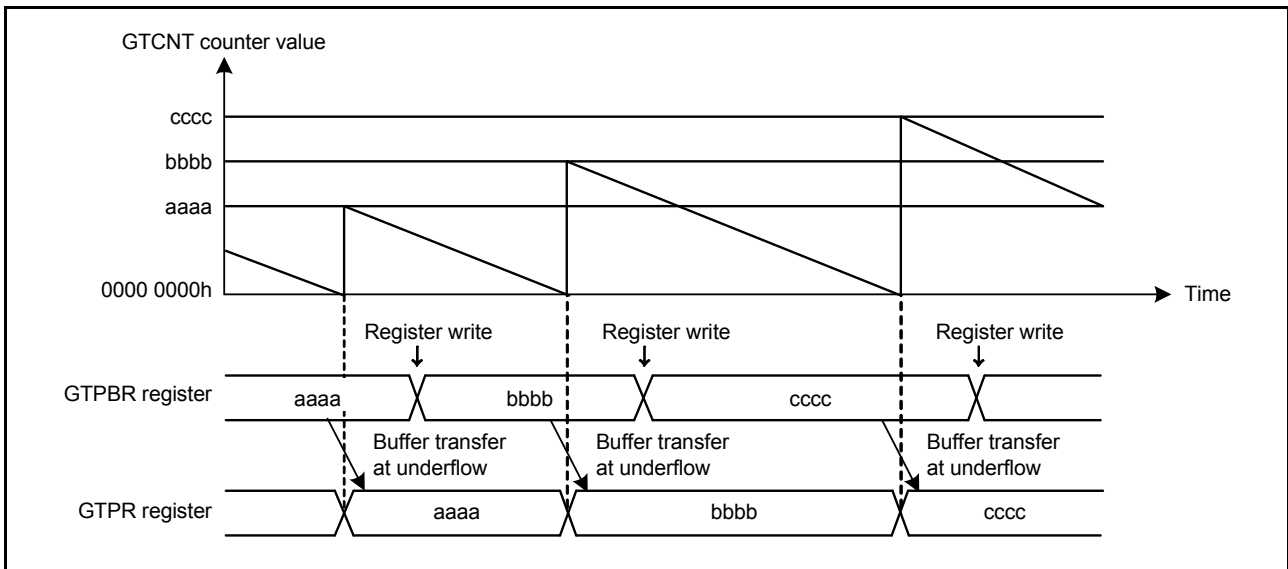 GTCNT counter value
cccc
bbbb
aaaa
0000 0000h
Time
Register write
Register write
Register write
GTPBR register
aaaa
bbbb
cccc
Buffer transfer
at underflow
Buffer transfer
at underflow
Buffer transfer
at underflow
GTPR register
aaaa
bbbb
cccc